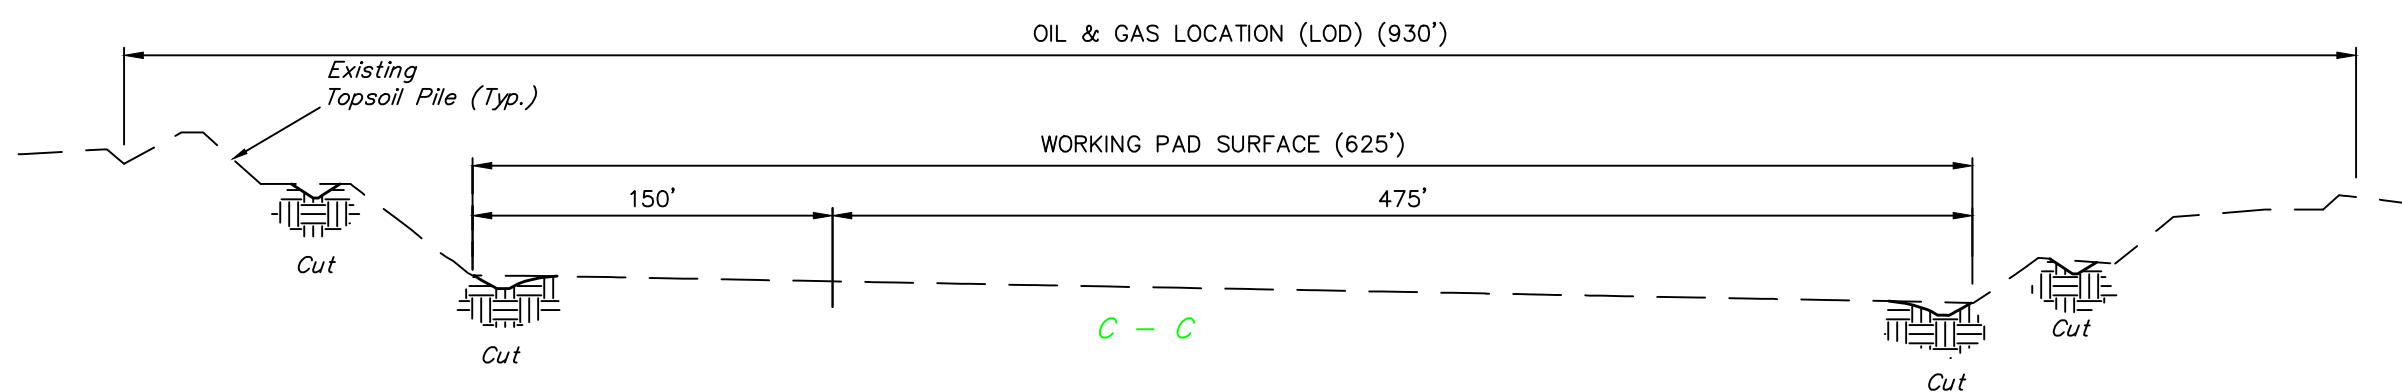 OIL & GAS LOCATION (LOD) (930')
Existing
Topsoil Pile (Typ.)
WORKING PAD SURFACE (625')
150'
475'
Cut
C - C
Cut
Cut
Cut